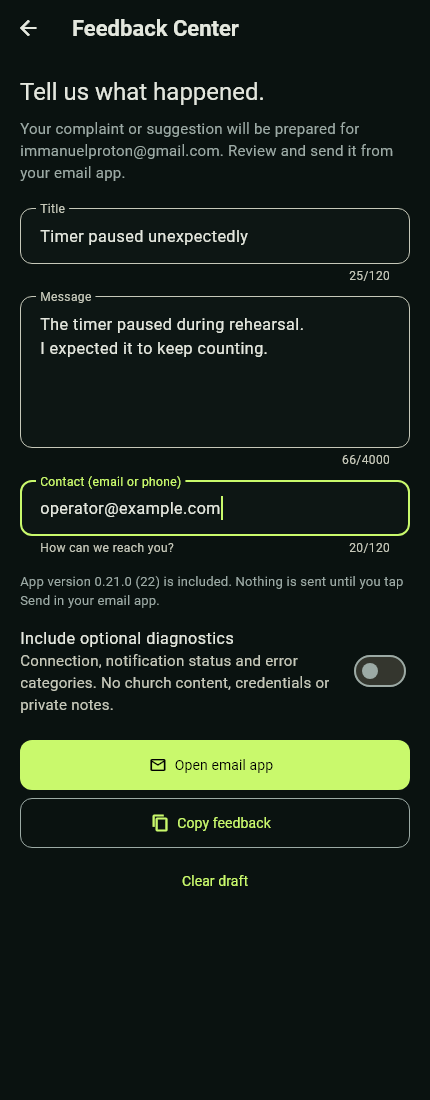 Feedback Center
Tell us what happened.
Your complaint or suggestion will be prepared for
immanuelproton@gmail.com. Review and send it from
your email app.
Title
Timer paused unexpectedly
25/120
Message
The timer paused during rehearsal.
I expected it to keep counting.
66/4000
Contact (email or phone)
operator@example.com
How can we reach you?
20/120
App version 0.21.0 (22) is included. Nothing is sent until you tap
Send in your email app.
Include optional diagnostics
Connection, notification status and error
categories. No church content, credentials or
private notes.
Open email app
Copy feedback
Clear draft